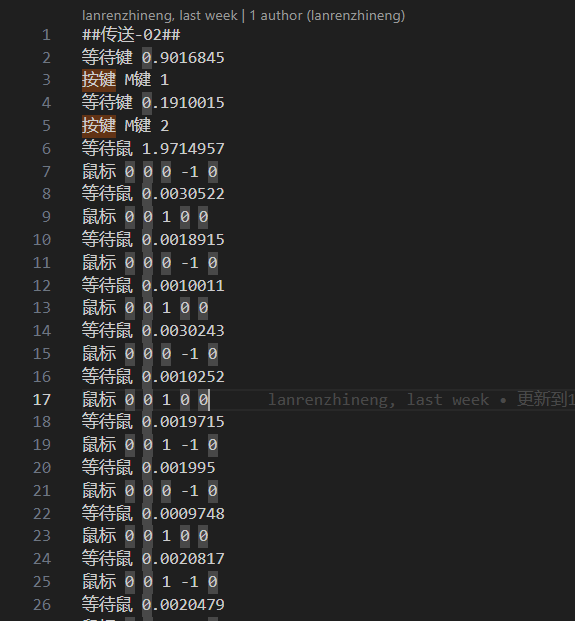 lanrenzhineng, last week | 1 author (lanrenzhineng)
1 ##传送-02##
2 等待键 0.9016845
3 按键 M键 1
4 等待键 0.1910015
5 按键 M键 2
6 等待鼠 1.9714957
7 鼠标 0 0 0 -1 0
8 等待鼠 0.0030522
9 鼠标 0 0 1 0 0
10 等待鼠 0.0018915
11 鼠标 0 0 0 -1 0
12 等待鼠 0.0010011
13 鼠标 0 0 1 0 0
14 等待鼠 0.0030243
15 鼠标 0 0 0 -1 0
16 等待鼠 0.0010252
17 鼠标 0 0 1 0 0 lanrenzhineng, last week • 更新到1
18 等待鼠 0.0019715
19 鼠标 0 0 1 -1 0
20 等待鼠 0.001995
21 鼠标 0 0 0 -1 0
22 等待鼠 0.0009748
23 鼠标 0 0 1 0 0
24 等待鼠 0.0020817
25 鼠标 0 0 1 -1 0
26 等待鼠 0.0020479